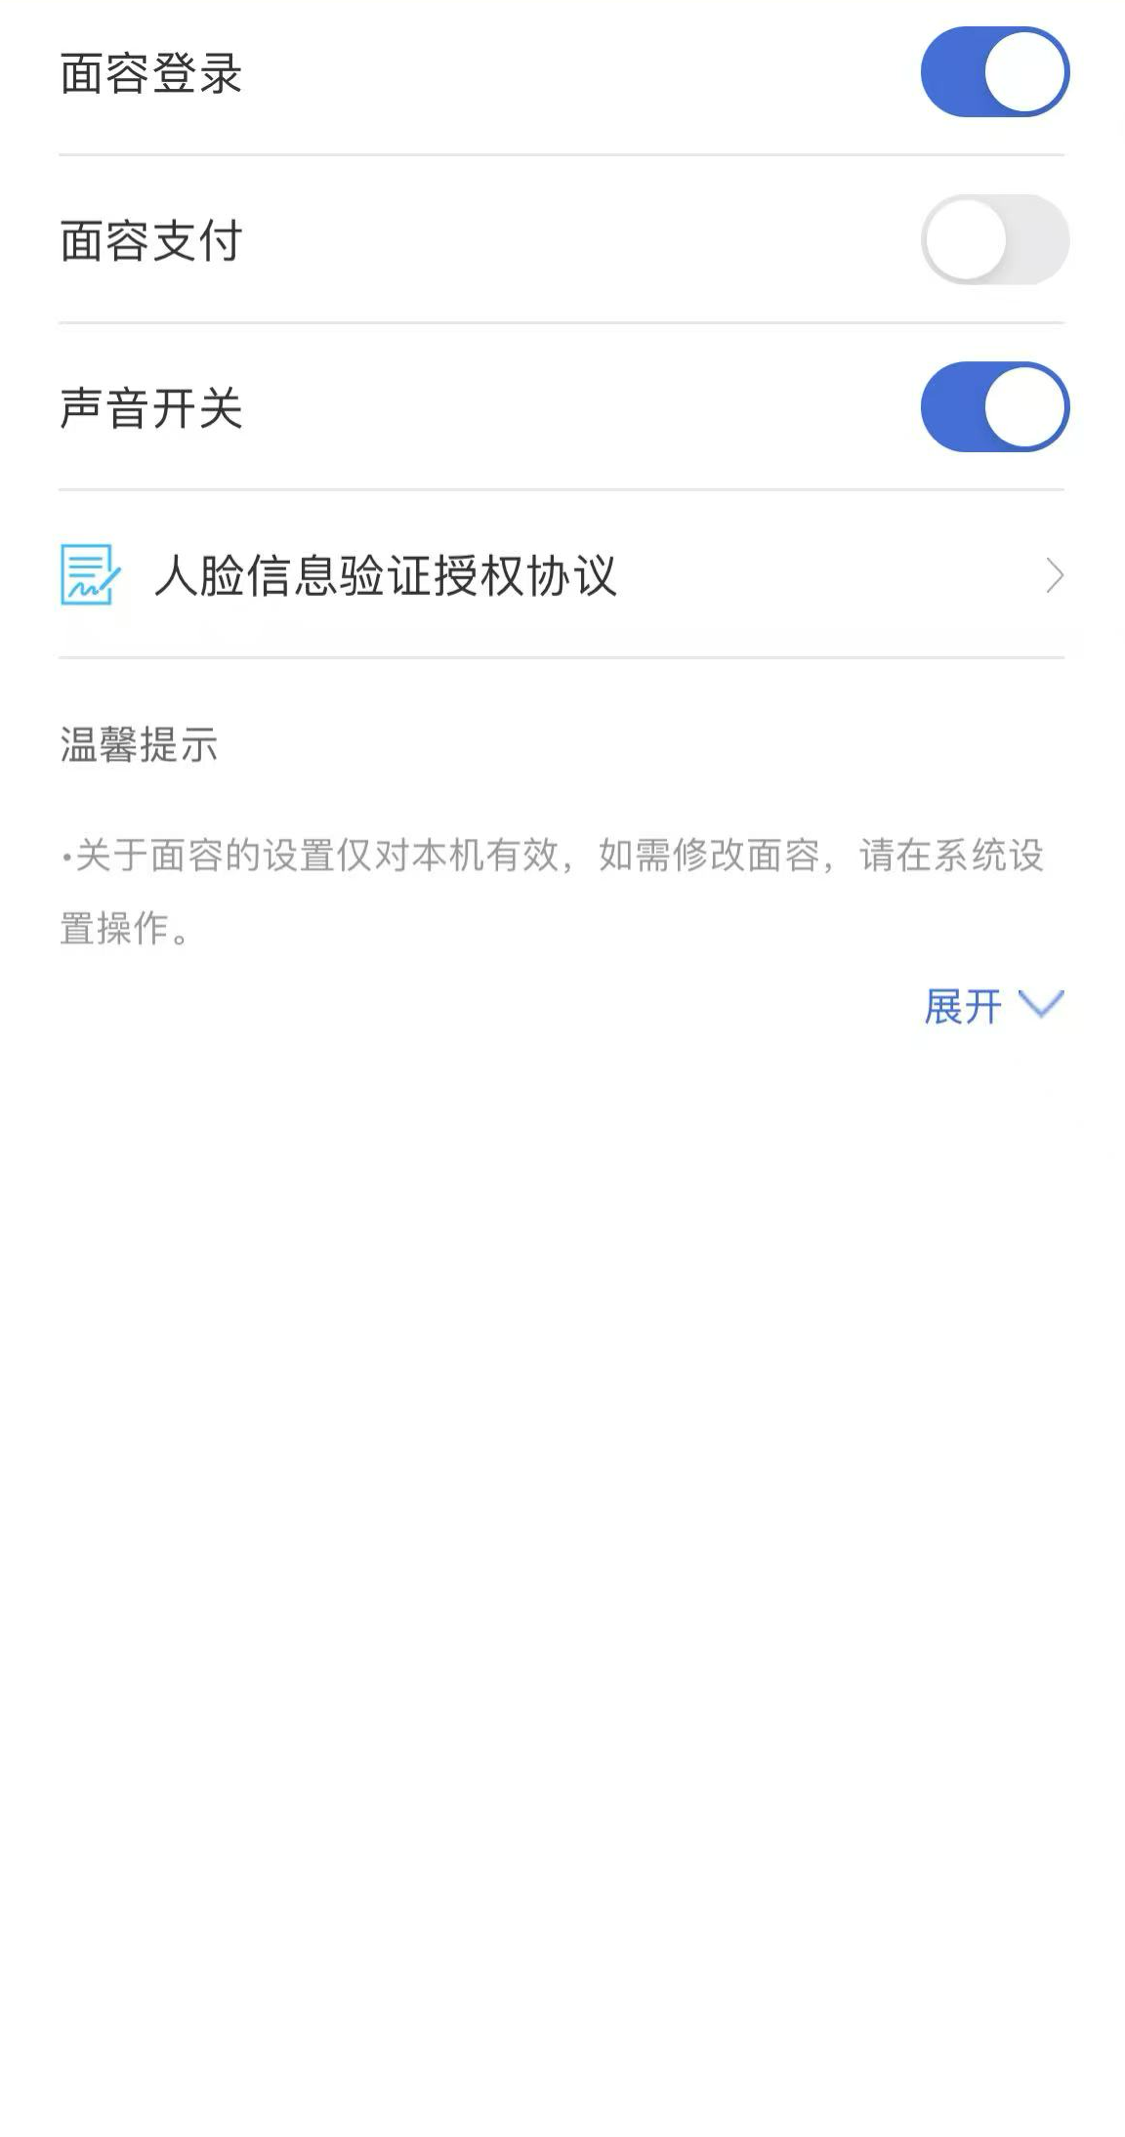 面容登录
面容支付
声音开关
人脸信息验证授权协议
温馨提示
•关于面容的设置仅对本机有效，如需修改面容，请在系统设
置操作。
展开